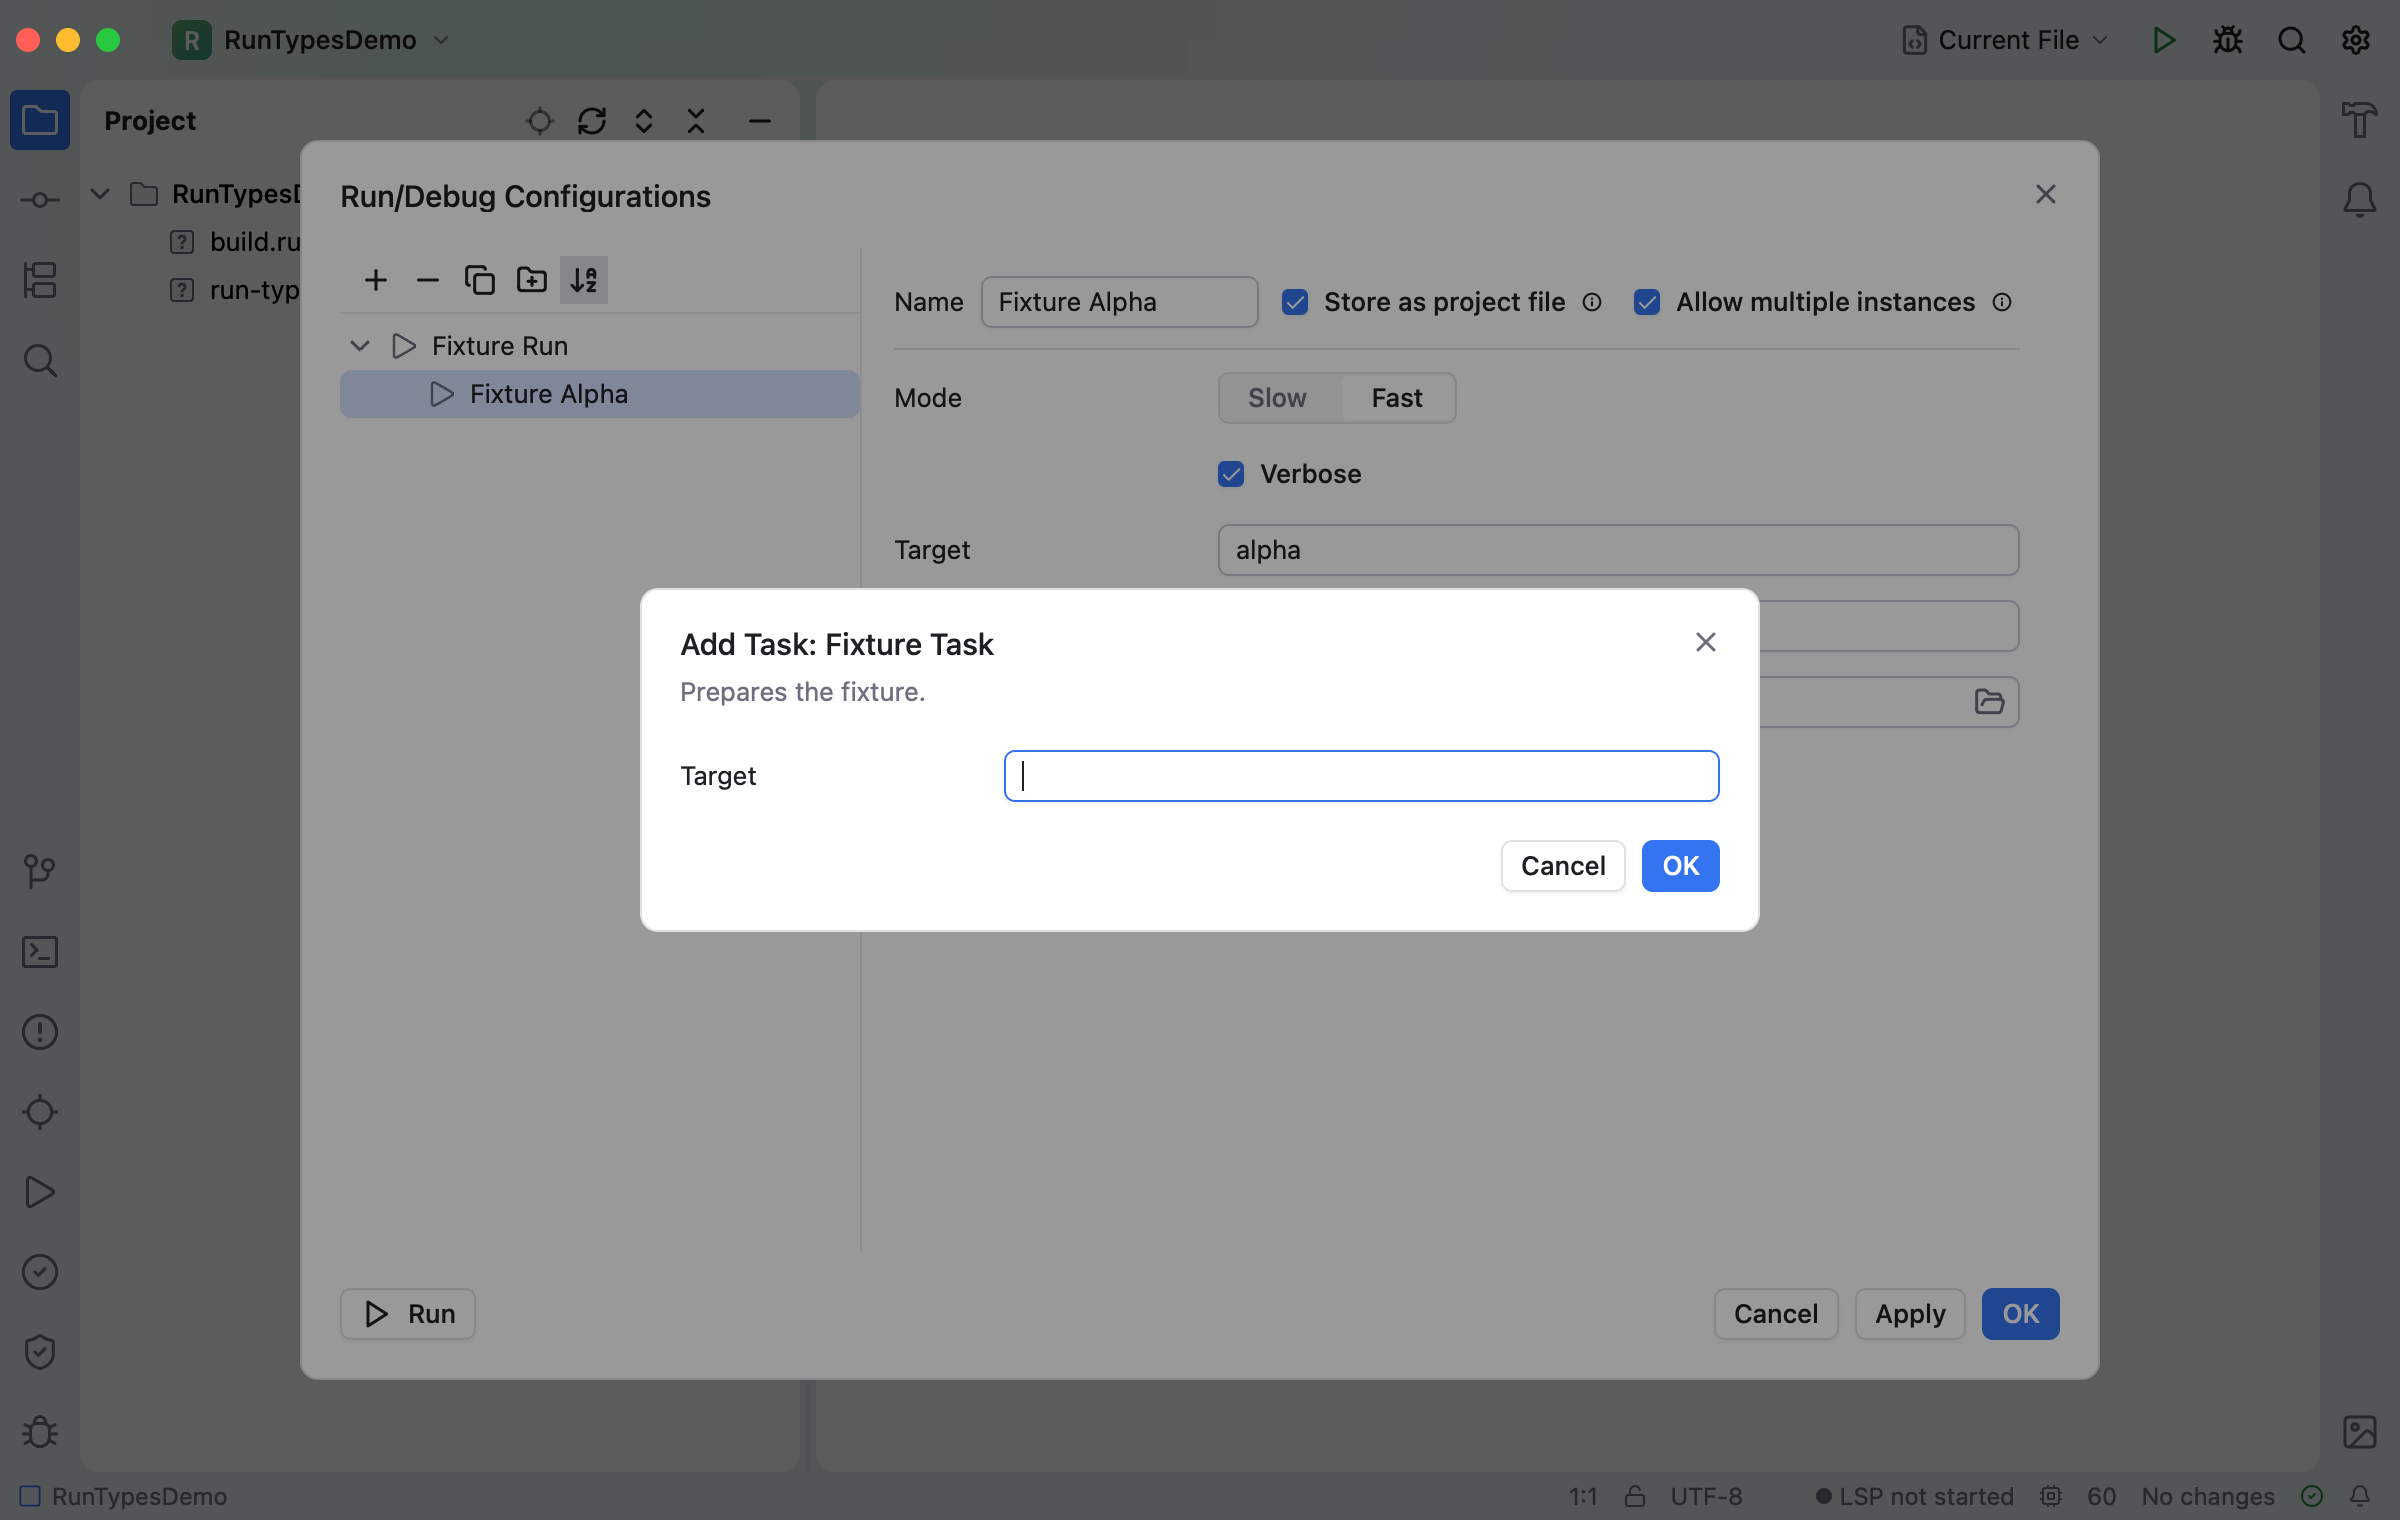 R RunTypesDemo
Current File
Project
RunTypesD
build.ru
run-typ
Run/Debug Configurations
Fixture Run
Fixture Alpha
Name Fixture Alpha Store as project file Allow multiple instances
Mode Slow Fast
Verbose
Target alpha
Add Task: Fixture Task
Prepares the fixture.
Target
Cancel OK
Run Cancel Apply OK
RunTypesDemo 1:1 UTF-8 LSP not started 60 No changes